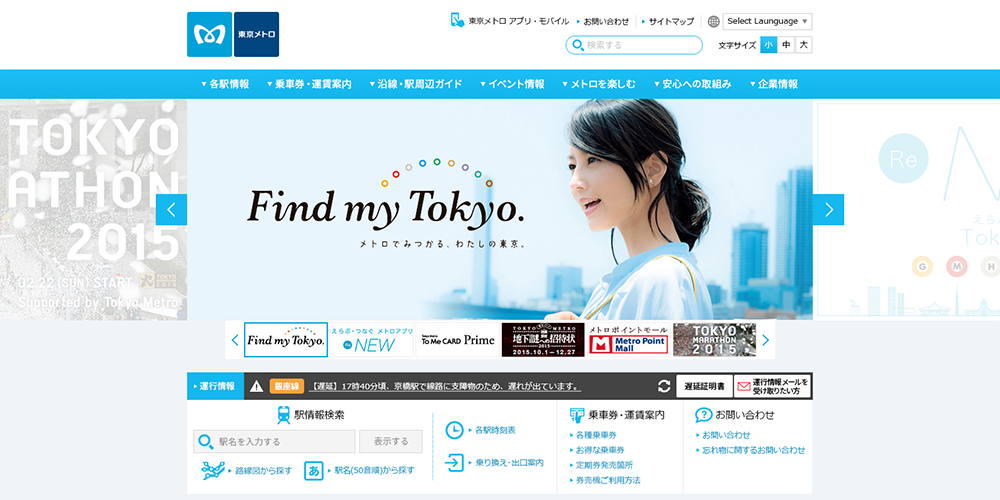 東京メトロ
東京メトロ アプリ・モバイル
お問い合わせ
サイトマップ
Select Launguage
検索する
文字サイズ 小 中 大
各駅情報
乗車券・運賃案内
沿線・駅周辺ガイド
イベント情報
メトロを楽しむ
安心への取組み
企業情報
TOKYO
ATHON
2015
02.22(SUN) START
Supported by Tokyo Metro
Find my Tokyo.
メトロでみつかる、わたしの東京。
Re
えら
Tok
G M H
Find my Tokyo.
えらぶ・つなぐ メトロアプリ
Re NEW
Tokyo Metro
To Me CARD Prime
TOKYO METRO
地下謎への招待状
2015
2015.10.1→12.27
メトロポイントモール
Metro Point
Mall
TOKYO
MARATHON
2015
運行情報
銀座線
【遅延】17時40分頃、京橋駅で線路に支障物のため、遅れが出ています。
遅延証明書
運行情報メールを
受け取りたい方
駅情報検索
駅名を入力する
表示する
路線図から探す
あ 駅名(50音順)から探す
各駅時刻表
乗り換え・出口案内
乗車券・運賃案内
各種乗車券
お得な乗車券
定期券発売箇所
券売機ご利用方法
お問い合わせ
お問い合わせ
忘れ物に関するお問い合わせ